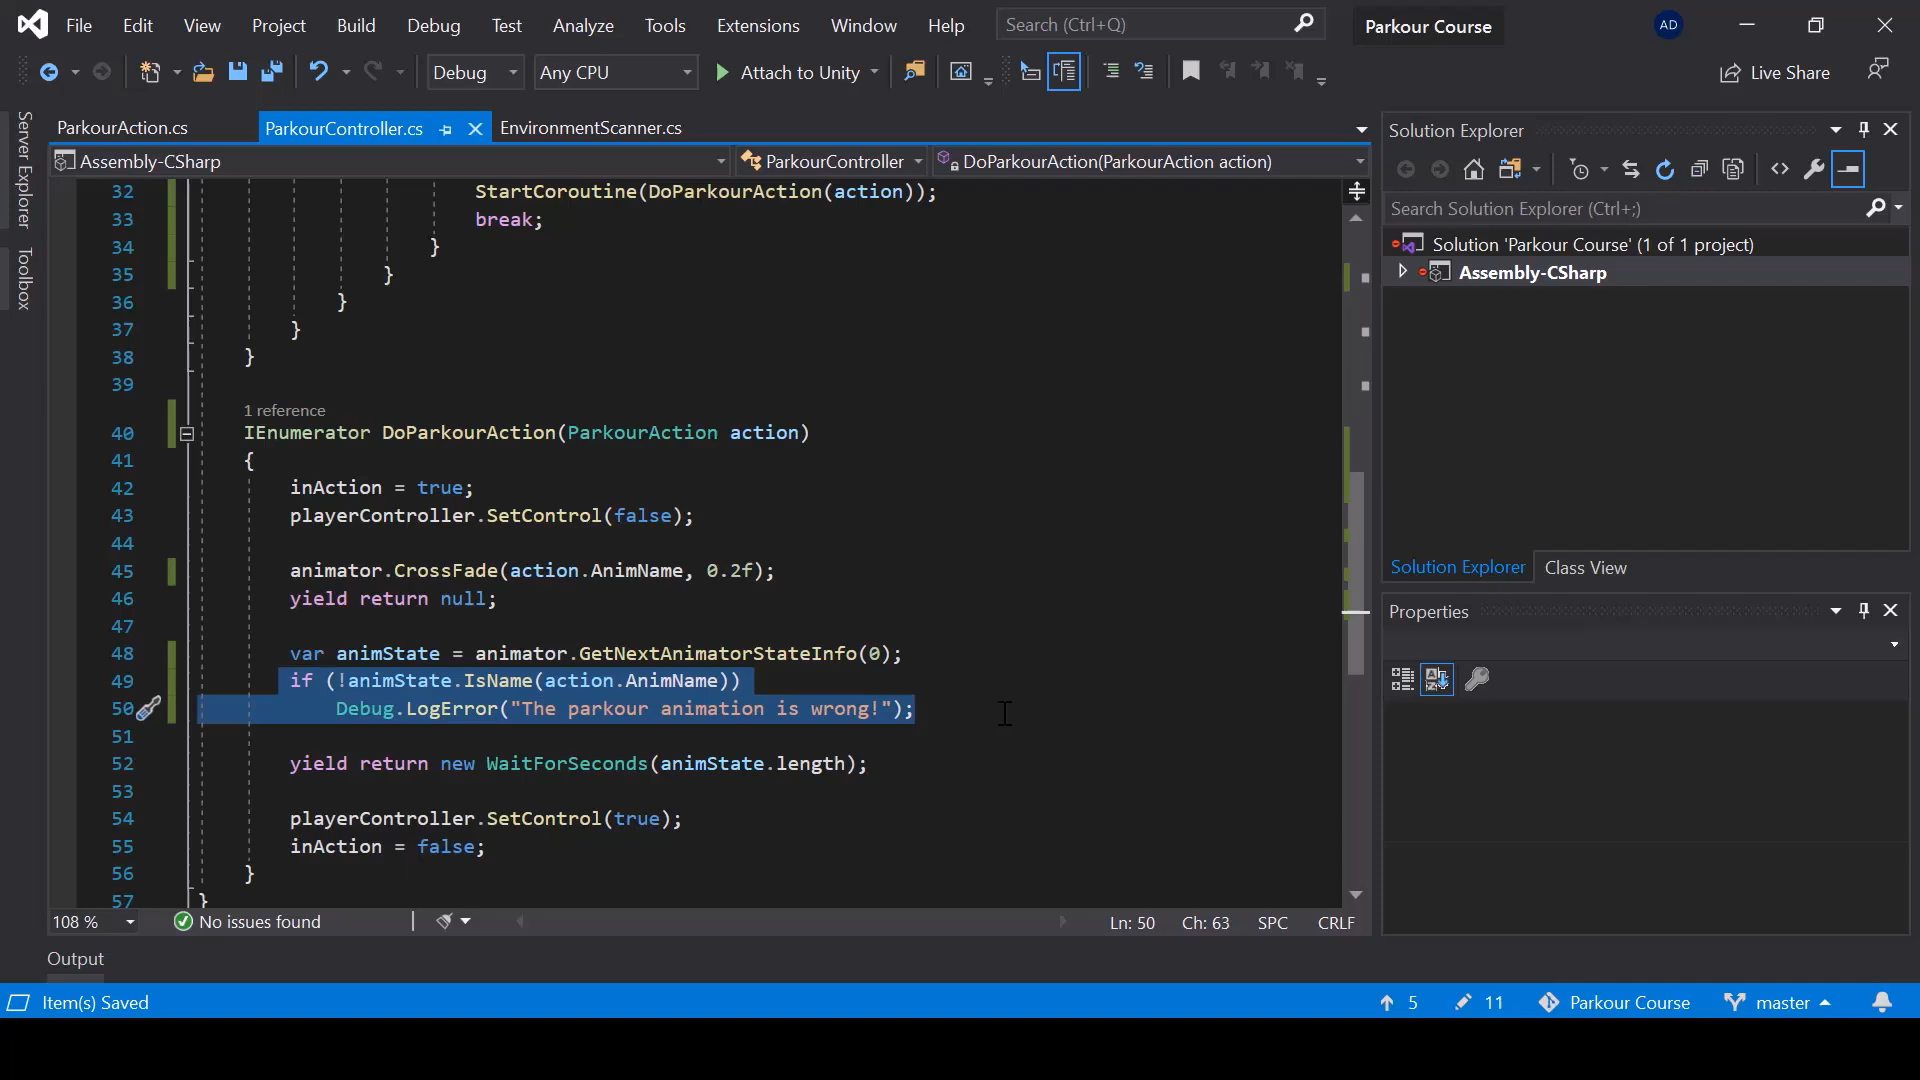 File Edit View Project Build Debug Test Analyze Tools Extensions Window Help Search (Ctrl+Q) Parkour Course AD
Debug Any CPU Attach to Unity Live Share
Server Explorer
Toolbox
ParkourAction.cs ParkourController.cs EnvironmentScanner.cs
Assembly-CSharp ParkourController DoParkourAction(ParkourAction action)
32 StartCoroutine(DoParkourAction(action));
33 break;
34 }
35 }
36 }
37 }
38 }
39
1 reference
40 IEnumerator DoParkourAction(ParkourAction action)
41 {
42 inAction = true;
43 playerController.SetControl(false);
44
45 animator.CrossFade(action.AnimName, 0.2f);
46 yield return null;
47
48 var animState = animator.GetNextAnimatorStateInfo(0);
49 if (!animState.IsName(action.AnimName))
50 Debug.LogError("The parkour animation is wrong!");
51
52 yield return new WaitForSeconds(animState.length);
53
54 playerController.SetControl(true);
55 inAction = false;
56 }
57 }
108 % No issues found Ln: 50 Ch: 63 SPC CRLF
Output
Solution Explorer
Search Solution Explorer (Ctrl+;)
Solution 'Parkour Course' (1 of 1 project)
Assembly-CSharp
Solution Explorer Class View
Properties
Item(s) Saved 5 11 Parkour Course master